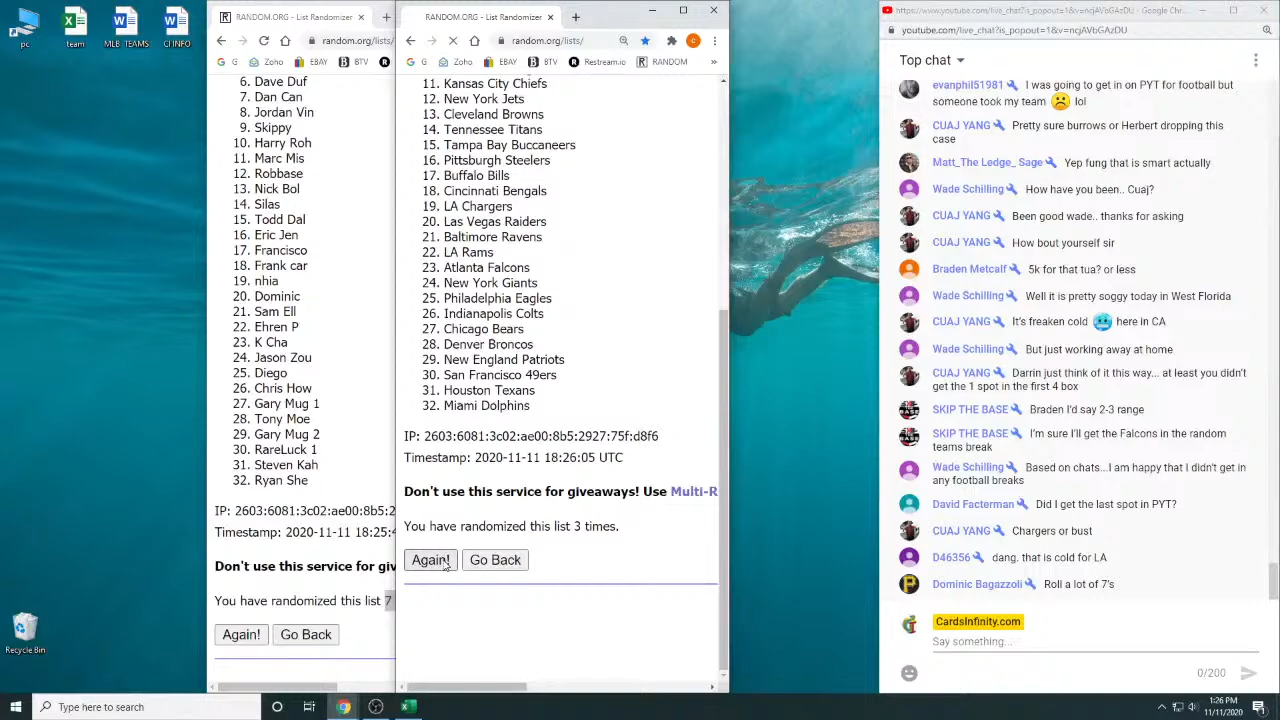 pc
team
MLB_TEAMS
CI INFO
Recycle Bin
RANDOM.ORG - List Randomizer
random.org/lists/
G
Zoho
EBAY
BTV
6. Dave Duf
7. Dan Can
8. Jordan Vin
9. Skippy
10. Harry Roh
11. Marc Mis
12. Robbase
13. Nick Bol
14. Silas
15. Todd Dal
16. Eric Jen
17. Francisco
18. Frank car
19. nhia
20. Dominic
21. Sam Ell
22. Ehren P
23. K Cha
24. Jason Zou
25. Diego
26. Chris How
27. Gary Mug 1
28. Tony Moe
29. Gary Mug 2
30. RareLuck 1
31. Steven Kah
32. Ryan She
IP: 2603:6081:3c02:ae00:8b5:2
Timestamp: 2020-11-11 18:25:4
Don't use this service for giv
You have randomized this list 7
Again!
Go Back
RANDOM.ORG - List Randomizer
random.org/lists/
G
Zoho
EBAY
BTV
Restream.io
RANDOM
»
11. Kansas City Chiefs
12. New York Jets
13. Cleveland Browns
14. Tennessee Titans
15. Tampa Bay Buccaneers
16. Pittsburgh Steelers
17. Buffalo Bills
18. Cincinnati Bengals
19. LA Chargers
20. Las Vegas Raiders
21. Baltimore Ravens
22. LA Rams
23. Atlanta Falcons
24. New York Giants
25. Philadelphia Eagles
26. Indianapolis Colts
27. Chicago Bears
28. Denver Broncos
29. New England Patriots
30. San Francisco 49ers
31. Houston Texans
32. Miami Dolphins
IP: 2603:6081:3c02:ae00:8b5:2927:75f:d8f6
Timestamp: 2020-11-11 18:26:05 UTC
Don't use this service for giveaways! Use Multi-R
You have randomized this list 3 times.
Again!
Go Back
https://www.youtube.com/live_chat?is_popout=1&v=ncjAVbGAzDU - Google Chr...
youtube.com/live_chat?is_popout=1&v=ncjAVbGAzDU
Top chat
evanphil51981 I was going to get in on PYT for football but
someone took my team lol
CUAJ YANG Pretty sure burrows or Herbert dropping this
case
Matt_The Ledge_ Sage Yep fung that is smart actually
Wade Schilling How have you been.. Cuaj?
CUAJ YANG Been good wade.. thanks for asking
CUAJ YANG How bout yourself sir
Braden Metcalf 5k for that tua? or less
Wade Schilling Well it is pretty soggy today in West Florida
CUAJ YANG It's freaken cold here in CA
Wade Schilling But just working away at home
CUAJ YANG Darrin just think of it this way... at least you didn't
get the 1 spot in the first 4 box
SKIP THE BASE Braden I'd say 2-3 range
SKIP THE BASE I'm sure I'll get the Falcons in the random
teams break
Wade Schilling Based on chats...I am happy that I didn't get in
any football breaks
David Facterman Did I get the last spot in PYT?
CUAJ YANG Chargers or bust
D46356 dang. that is cold for LA
Dominic Bagazzoli Roll a lot of 7's
CardsInfinity.com
Say something...
0/200
Type here to search
1:26 PM
11/11/2020